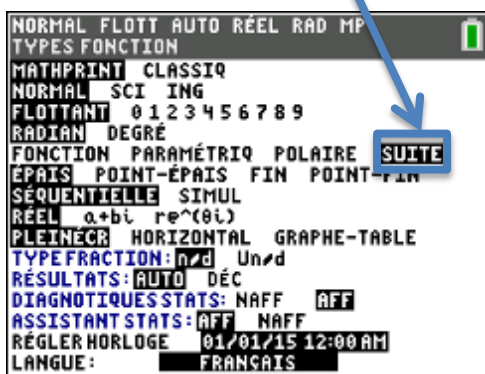 NORMAL FLOTT AUTO RÉEL RAD MP
TYPES FONCTION
MATHPRINT CLASSIQ
NORMAL SCI ING
FLOTTANT 0 1 2 3 4 5 6 7 8 9
RADIAN DEGRÉ
FONCTION PARAMÉTRIQ POLAIRE SUITE
ÉPAIS POINT-ÉPAIS FIN POINT-FIN
SÉQUENTIELLE SIMUL
RÉEL a+bi re^(θi)
PLEINÉCR HORIZONTAL GRAPHE-TABLE
TYPE FRACTION: n/d Un/d
RÉSULTATS: AUTO DÉC
DIAGNOTIQUES STATS: NAFF AFF
ASSISTANT STATS: AFF NAFF
RÉGLER HORLOGE 01/01/15 12:00 AM
LANGUE: FRANÇAIS